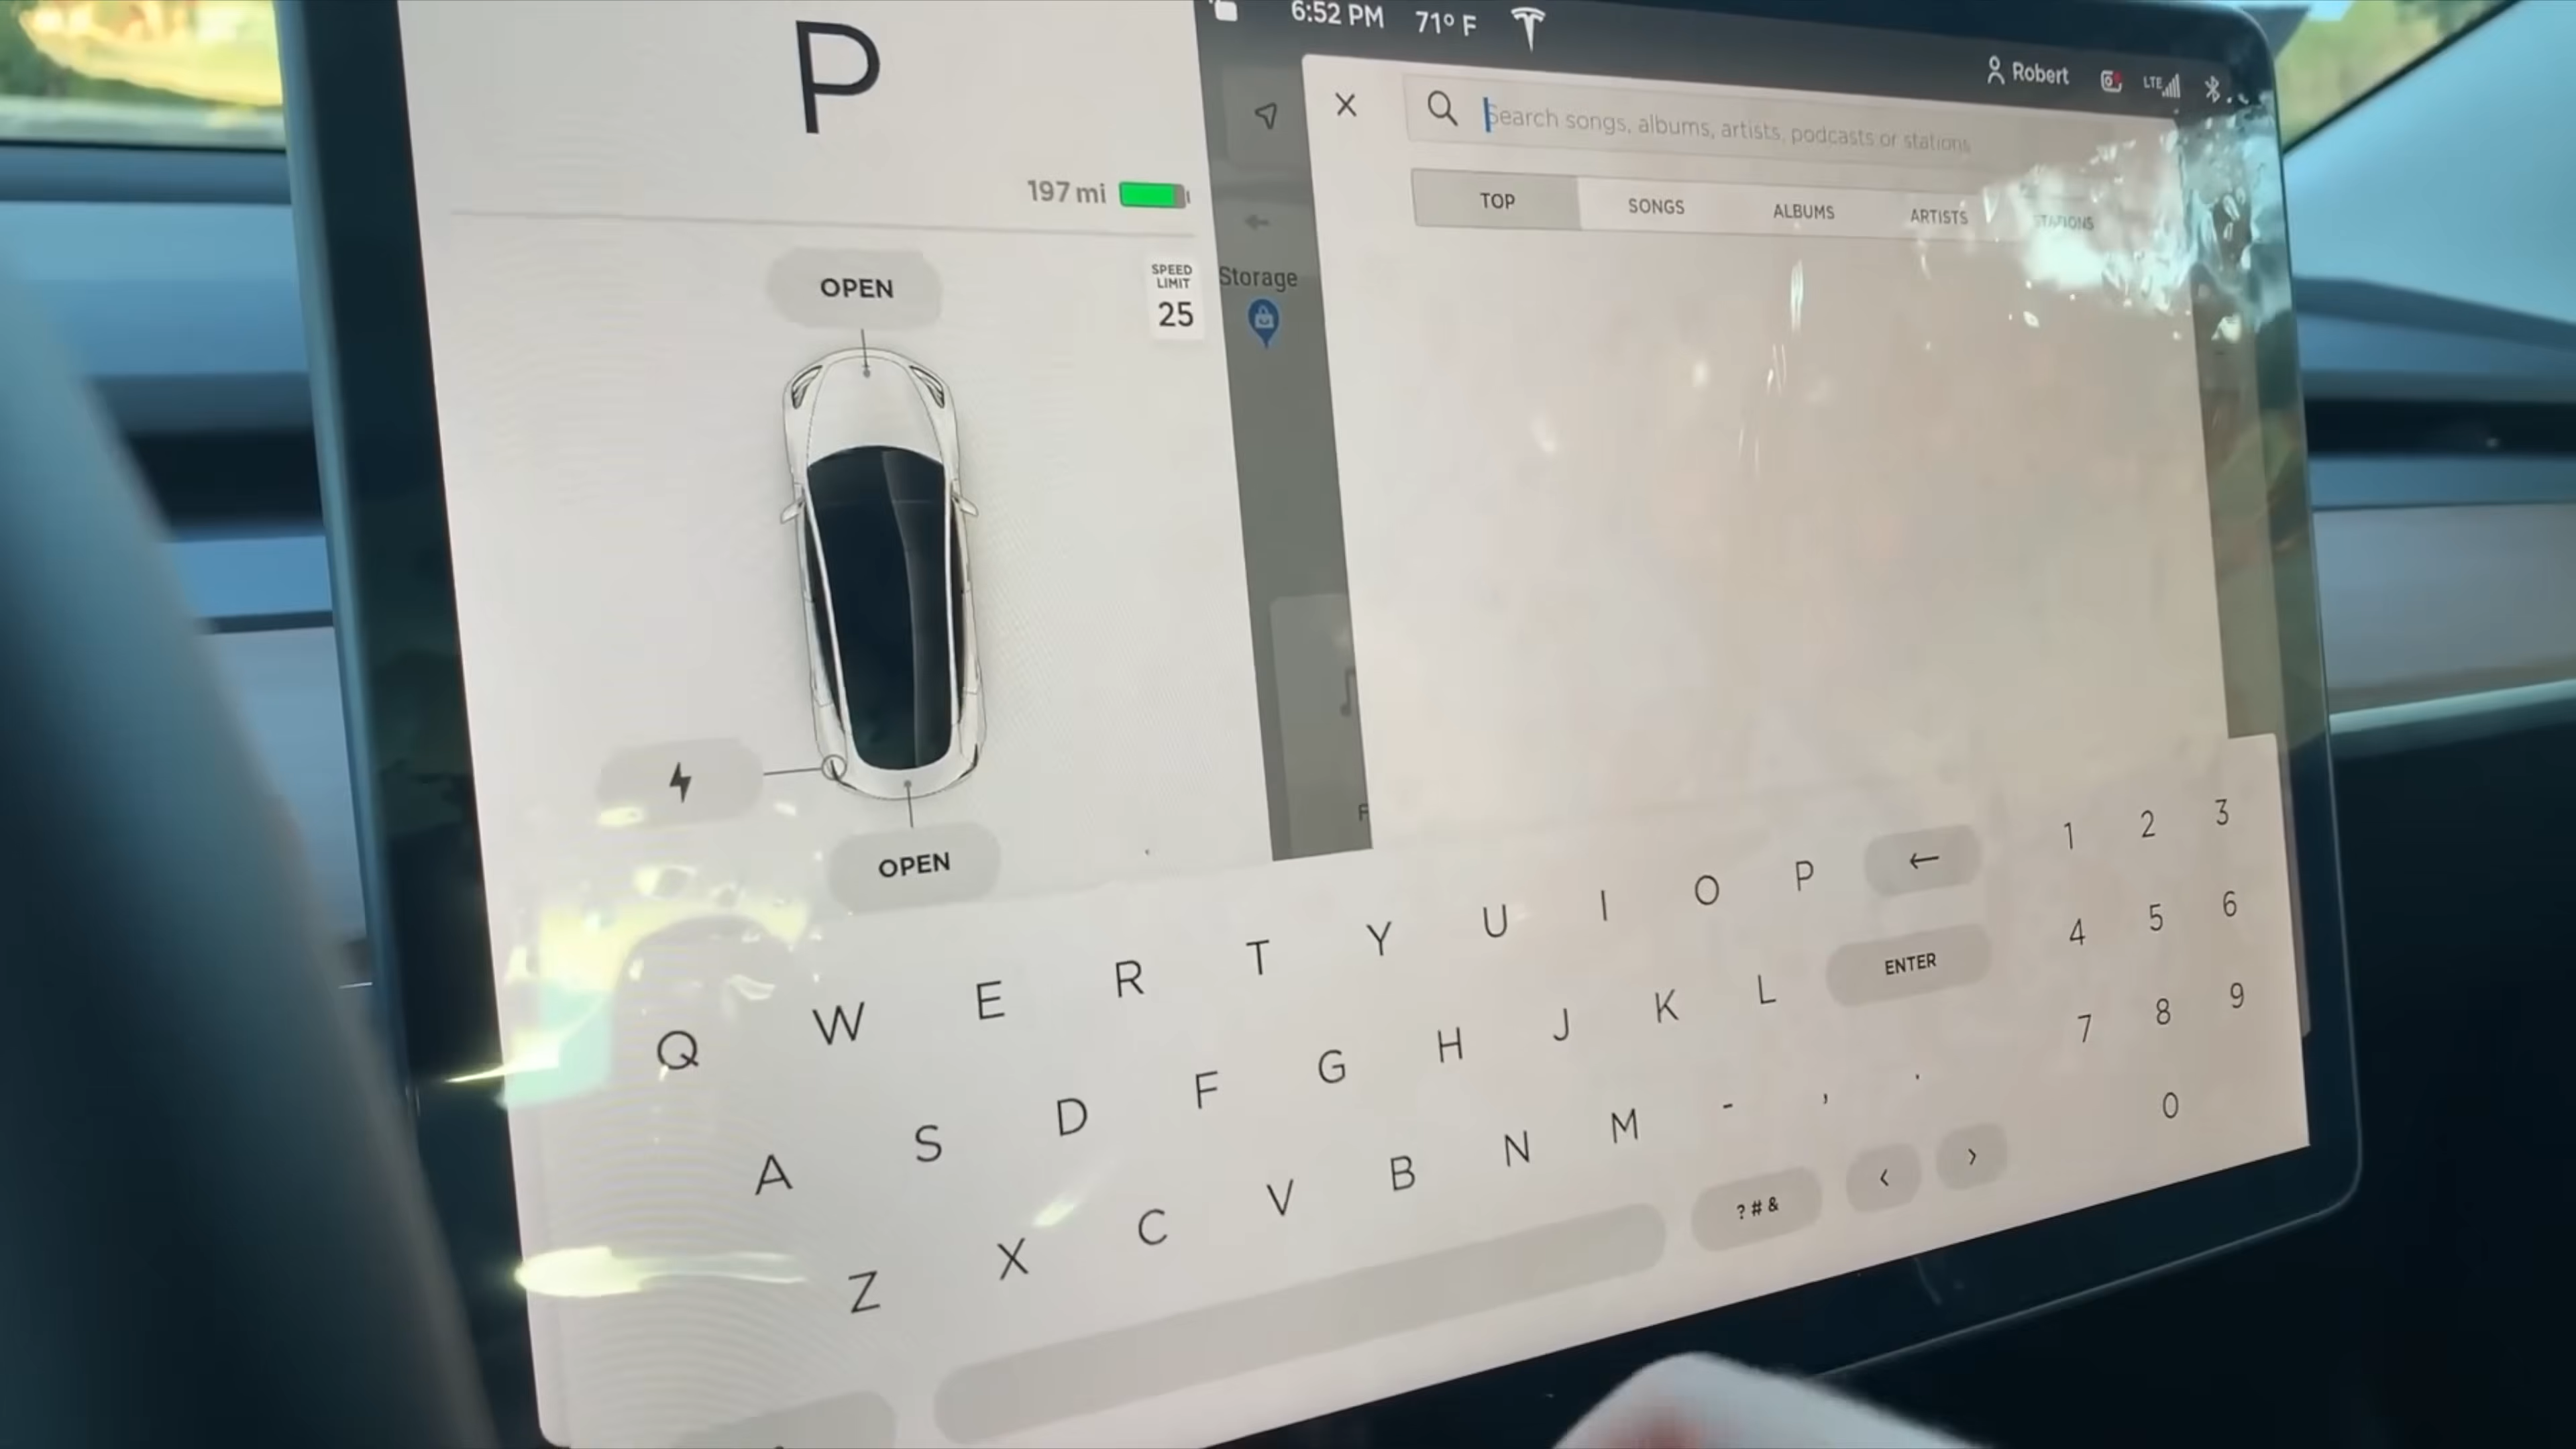 P
197 mi
OPEN
SPEED
LIMIT
25
OPEN
6:52 PM 71° F
Robert LTE
Storage
Search songs, albums, artists, podcasts or stations
TOP SONGS ALBUMS ARTISTS STATIONS
F
Q W E R T Y U I O P ← 1 2 3
A S D F G H J K L ENTER 4 5 6
Z X C V B N M - , . 7 8 9
?#& < > 0